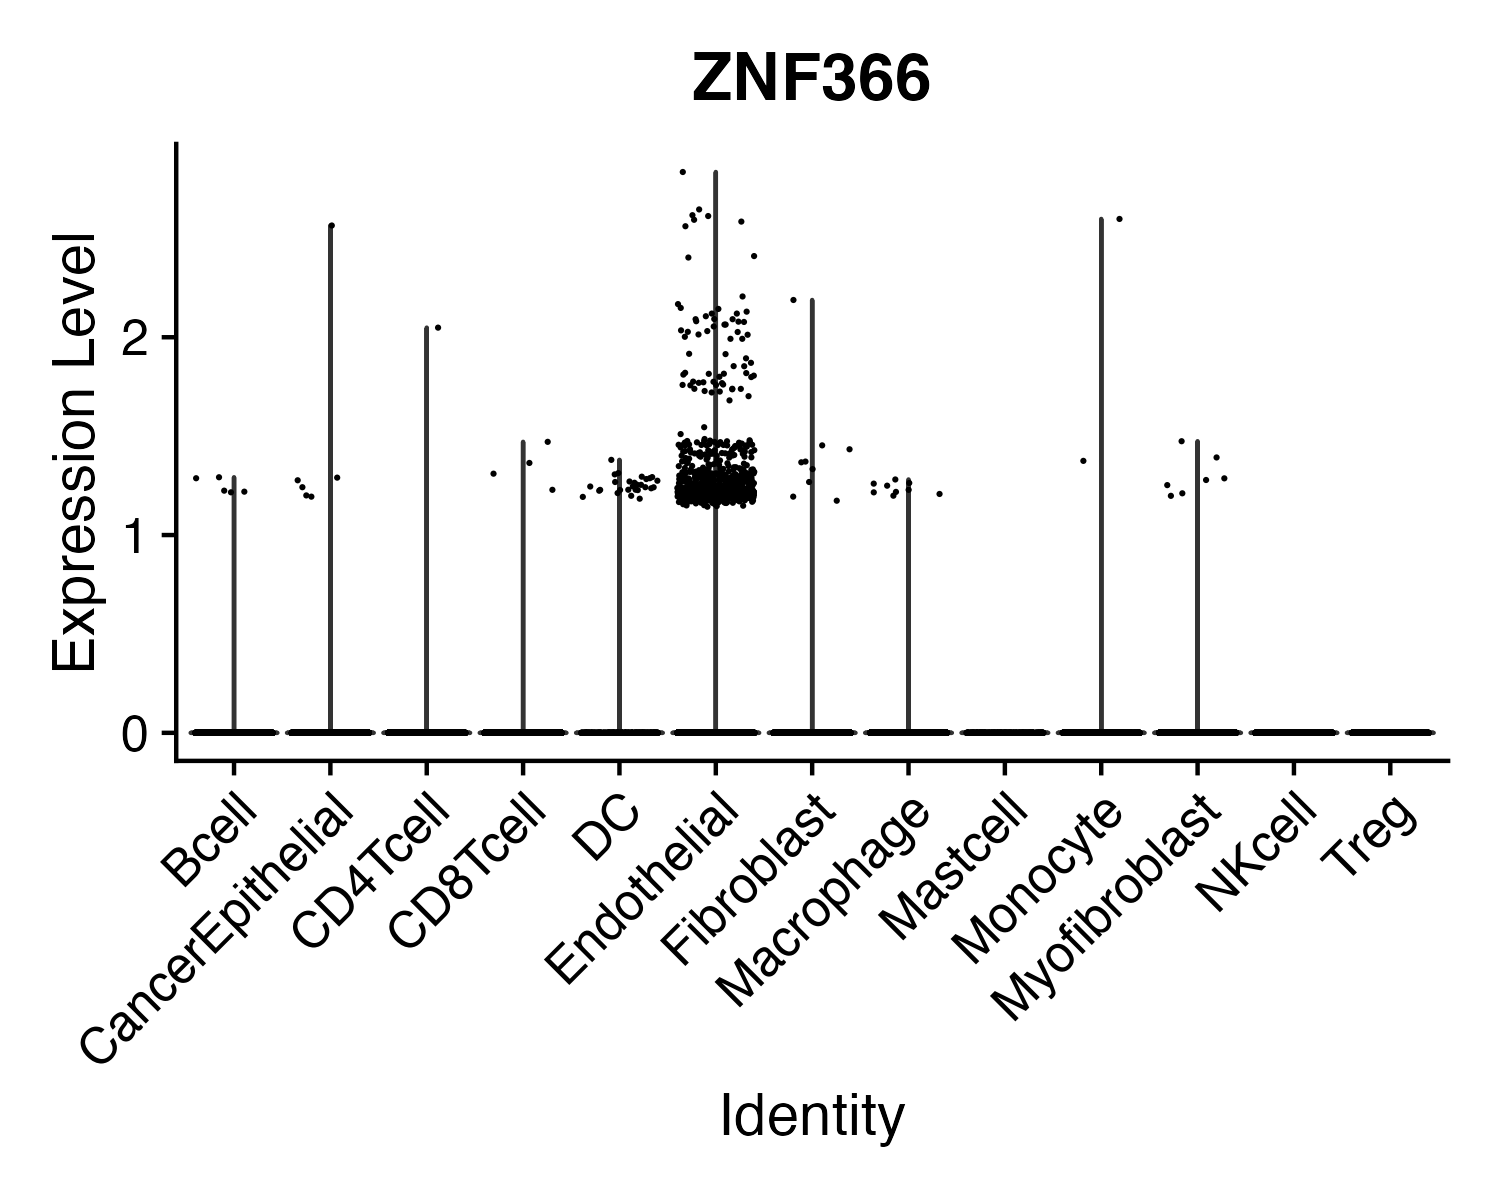 ZNF366
Expression Level
2
1
0
Bcell
CancerEpithelial
CD4Tcell
CD8Tcell
DC
Endothelial
Fibroblast
Macrophage
Mastcell
Monocyte
Myofibroblast
NKcell
Treg
Identity